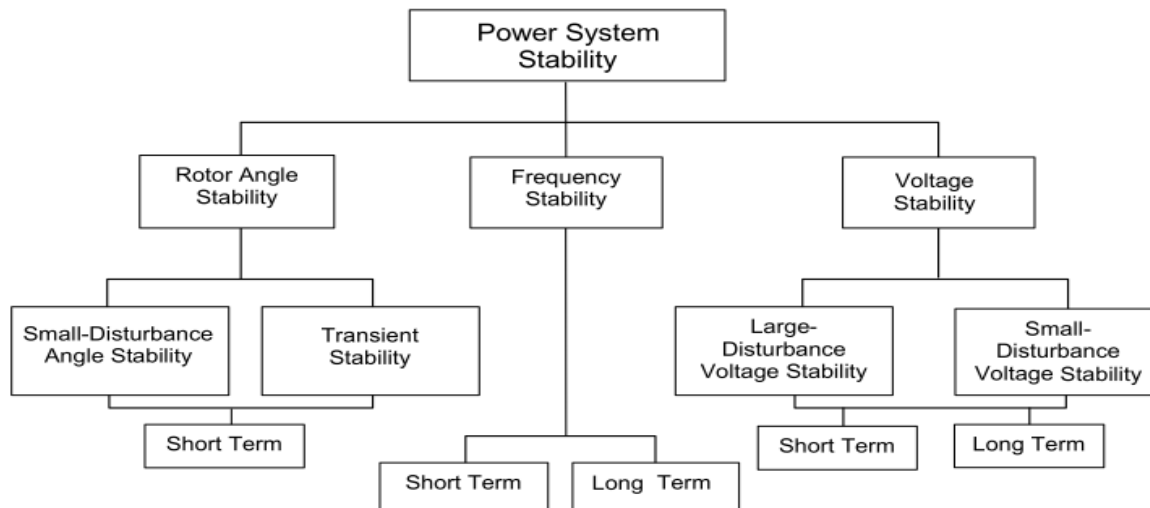 Power System
Stability
Rotor Angle
Stability
Frequency
Stability
Voltage
Stability
Small-Disturbance
Angle Stability
Transient
Stability
Large-
Disturbance
Voltage Stability
Small-
Disturbance
Voltage Stability
Short Term
Short Term
Long Term
Short Term
Long Term